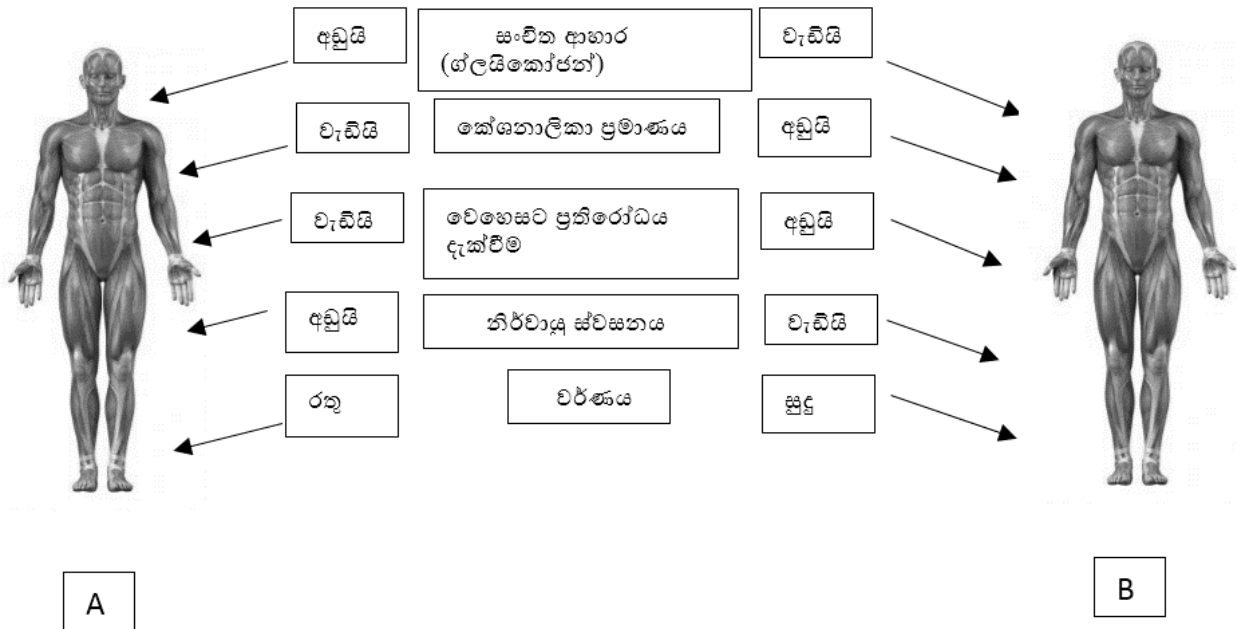 අඩුයි
සංචිත ආහාර
(ග්ලයිකෝජන්)
වැඩියි
වැඩියි
කේශනාලිකා ප්‍රමාණය
අඩුයි
වැඩියි
වෙහෙසට ප්‍රතිරෝධය
දැක්වීම
අඩුයි
අඩුයි
නිර්වායු ස්වසනය
වැඩියි
රතු
වර්ණය
සුදු
A
B